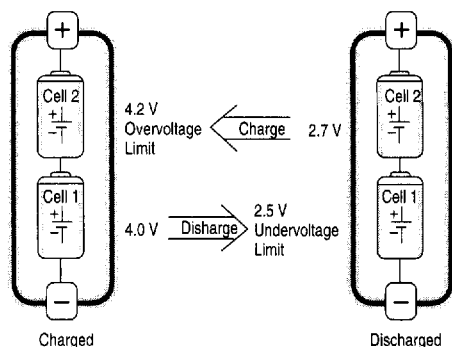 +
Cell 2
+
−
Cell 1
+
−
−
Charged
4.2 V
Overvoltage
Limit
Charge
2.7 V
4.0 V
Disharge
2.5 V
Undervoltage
Limit
+
Cell 2
+
−
Cell 1
+
−
−
Discharged